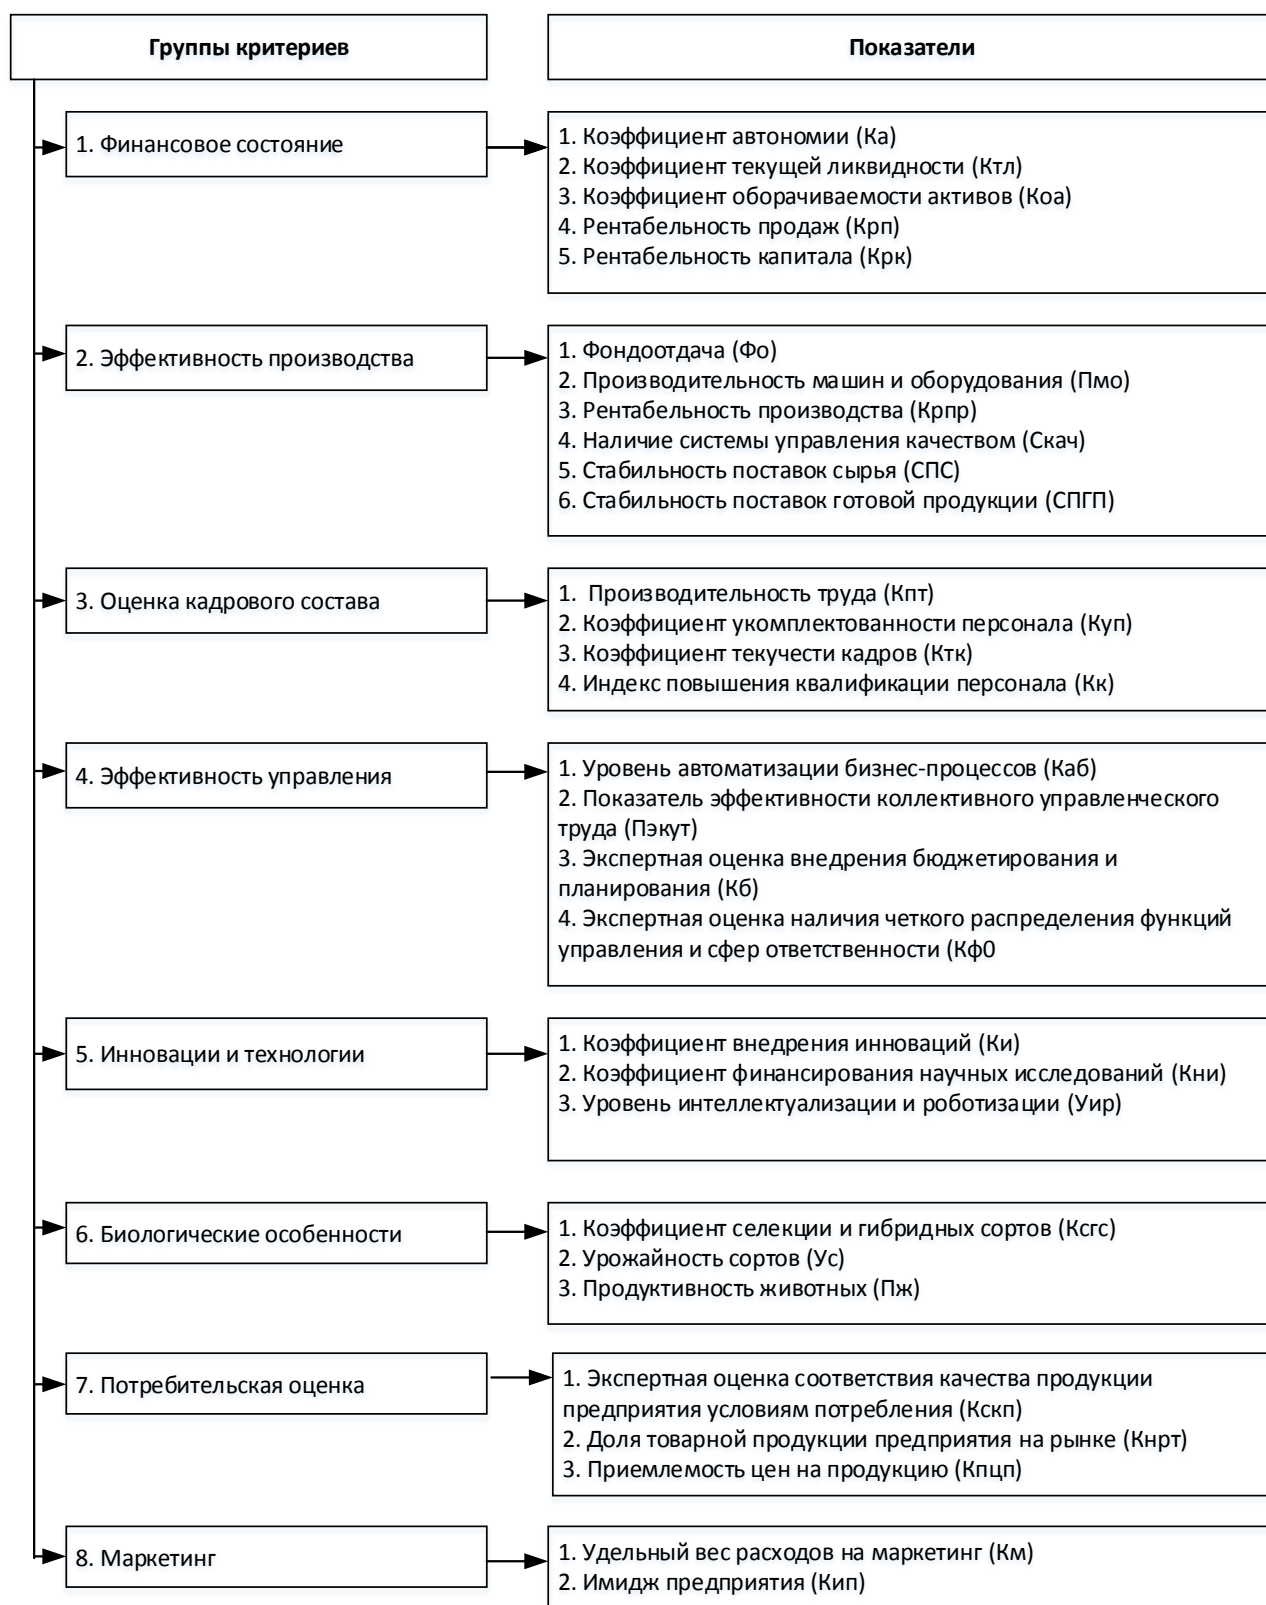 Группы критериев
Показатели
1. Финансовое состояние
1. Коэффициент автономии (Ка)
2. Коэффициент текущей ликвидности (Ктл)
3. Коэффициент оборачиваемости активов (Коа)
4. Рентабельность продаж (Крп)
5. Рентабельность капитала (Крк)
2. Эффективность производства
1. Фондоотдача (Фо)
2. Производительность машин и оборудования (Пмо)
3. Рентабельность производства (Крпр)
4. Наличие системы управления качеством (Скач)
5. Стабильность поставок сырья (СПС)
6. Стабильность поставок готовой продукции (СПГП)
3. Оценка кадрового состава
1. Производительность труда (Кпт)
2. Коэффициент укомплектованности персонала (Куп)
3. Коэффициент текучести кадров (Ктк)
4. Индекс повышения квалификации персонала (Кк)
4. Эффективность управления
1. Уровень автоматизации бизнес-процессов (Каб)
2. Показатель эффективности коллективного управленческого
труда (Пэкут)
3. Экспертная оценка внедрения бюджетирования и
планирования (Кб)
4. Экспертная оценка наличия четкого распределения функций
управления и сфер ответственности (Кф0
5. Инновации и технологии
1. Коэффициент внедрения инноваций (Ки)
2. Коэффициент финансирования научных исследований (Кни)
3. Уровень интеллектуализации и роботизации (Уир)
6. Биологические особенности
1. Коэффициент селекции и гибридных сортов (Ксгс)
2. Урожайность сортов (Ус)
3. Продуктивность животных (Пж)
7. Потребительская оценка
1. Экспертная оценка соответствия качества продукции
предприятия условиям потребления (Кскп)
2. Доля товарной продукции предприятия на рынке (Кнрт)
3. Приемлемость цен на продукцию (Кпцп)
8. Маркетинг
1. Удельный вес расходов на маркетинг (Км)
2. Имидж предприятия (Кип)